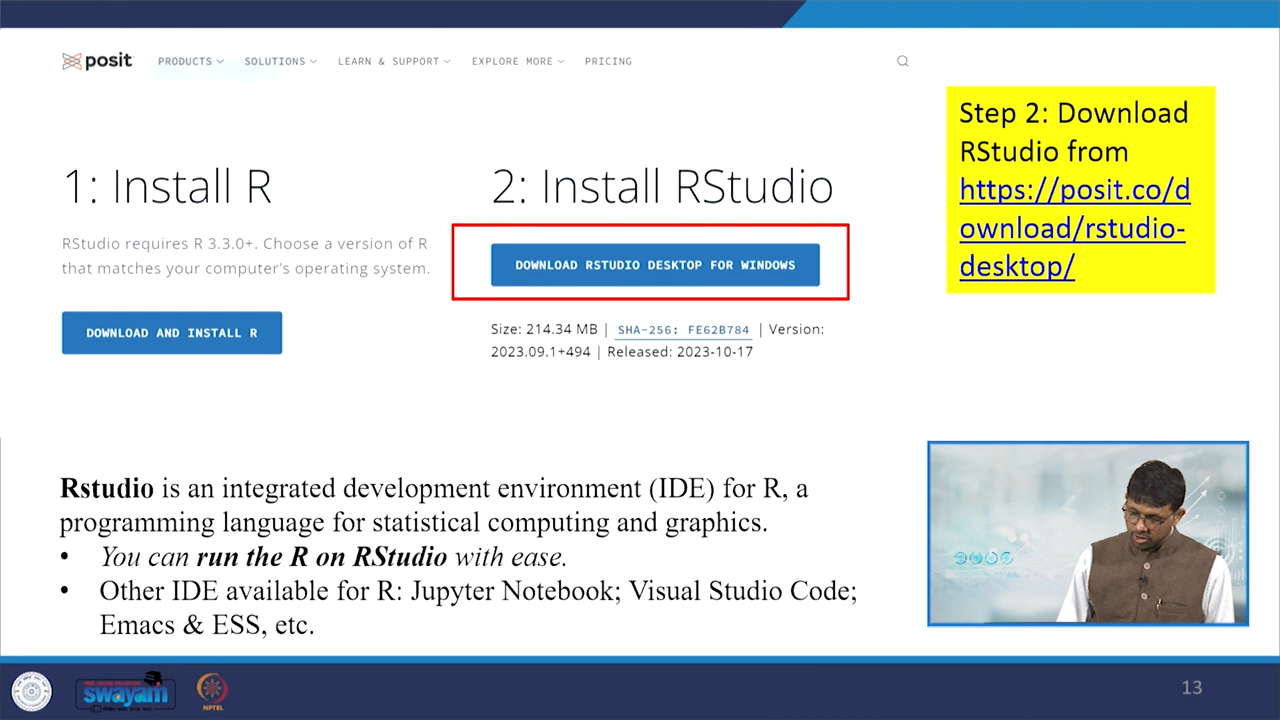 posit
PRODUCTS
SOLUTIONS
LEARN & SUPPORT
EXPLORE MORE
PRICING
1: Install R
RStudio requires R 3.3.0+. Choose a version of R
that matches your computer's operating system.
DOWNLOAD AND INSTALL R
2: Install RStudio
DOWNLOAD RSTUDIO DESKTOP FOR WINDOWS
Size: 214.34 MB | SHA-256: FE62B784 | Version:
2023.09.1+494 | Released: 2023-10-17
Step 2: Download
RStudio from
https://posit.co/d
ownload/rstudio-
desktop/
Rstudio is an integrated development environment (IDE) for R, a
programming language for statistical computing and graphics.
• You can run the R on RStudio with ease.
• Other IDE available for R: Jupyter Notebook; Visual Studio Code;
Emacs & ESS, etc.
swayam
NPTEL
13